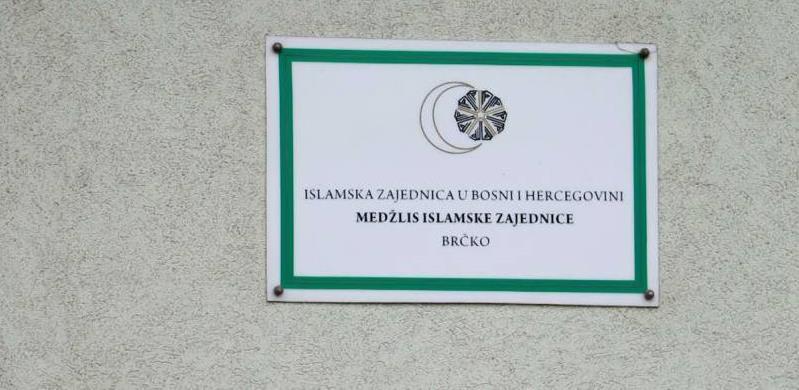 ISLAMSKA ZAJEDNICA U BOSNI I HERCEGOVINI
MEDŽLIS ISLAMSKE ZAJEDNICE
BRČKO